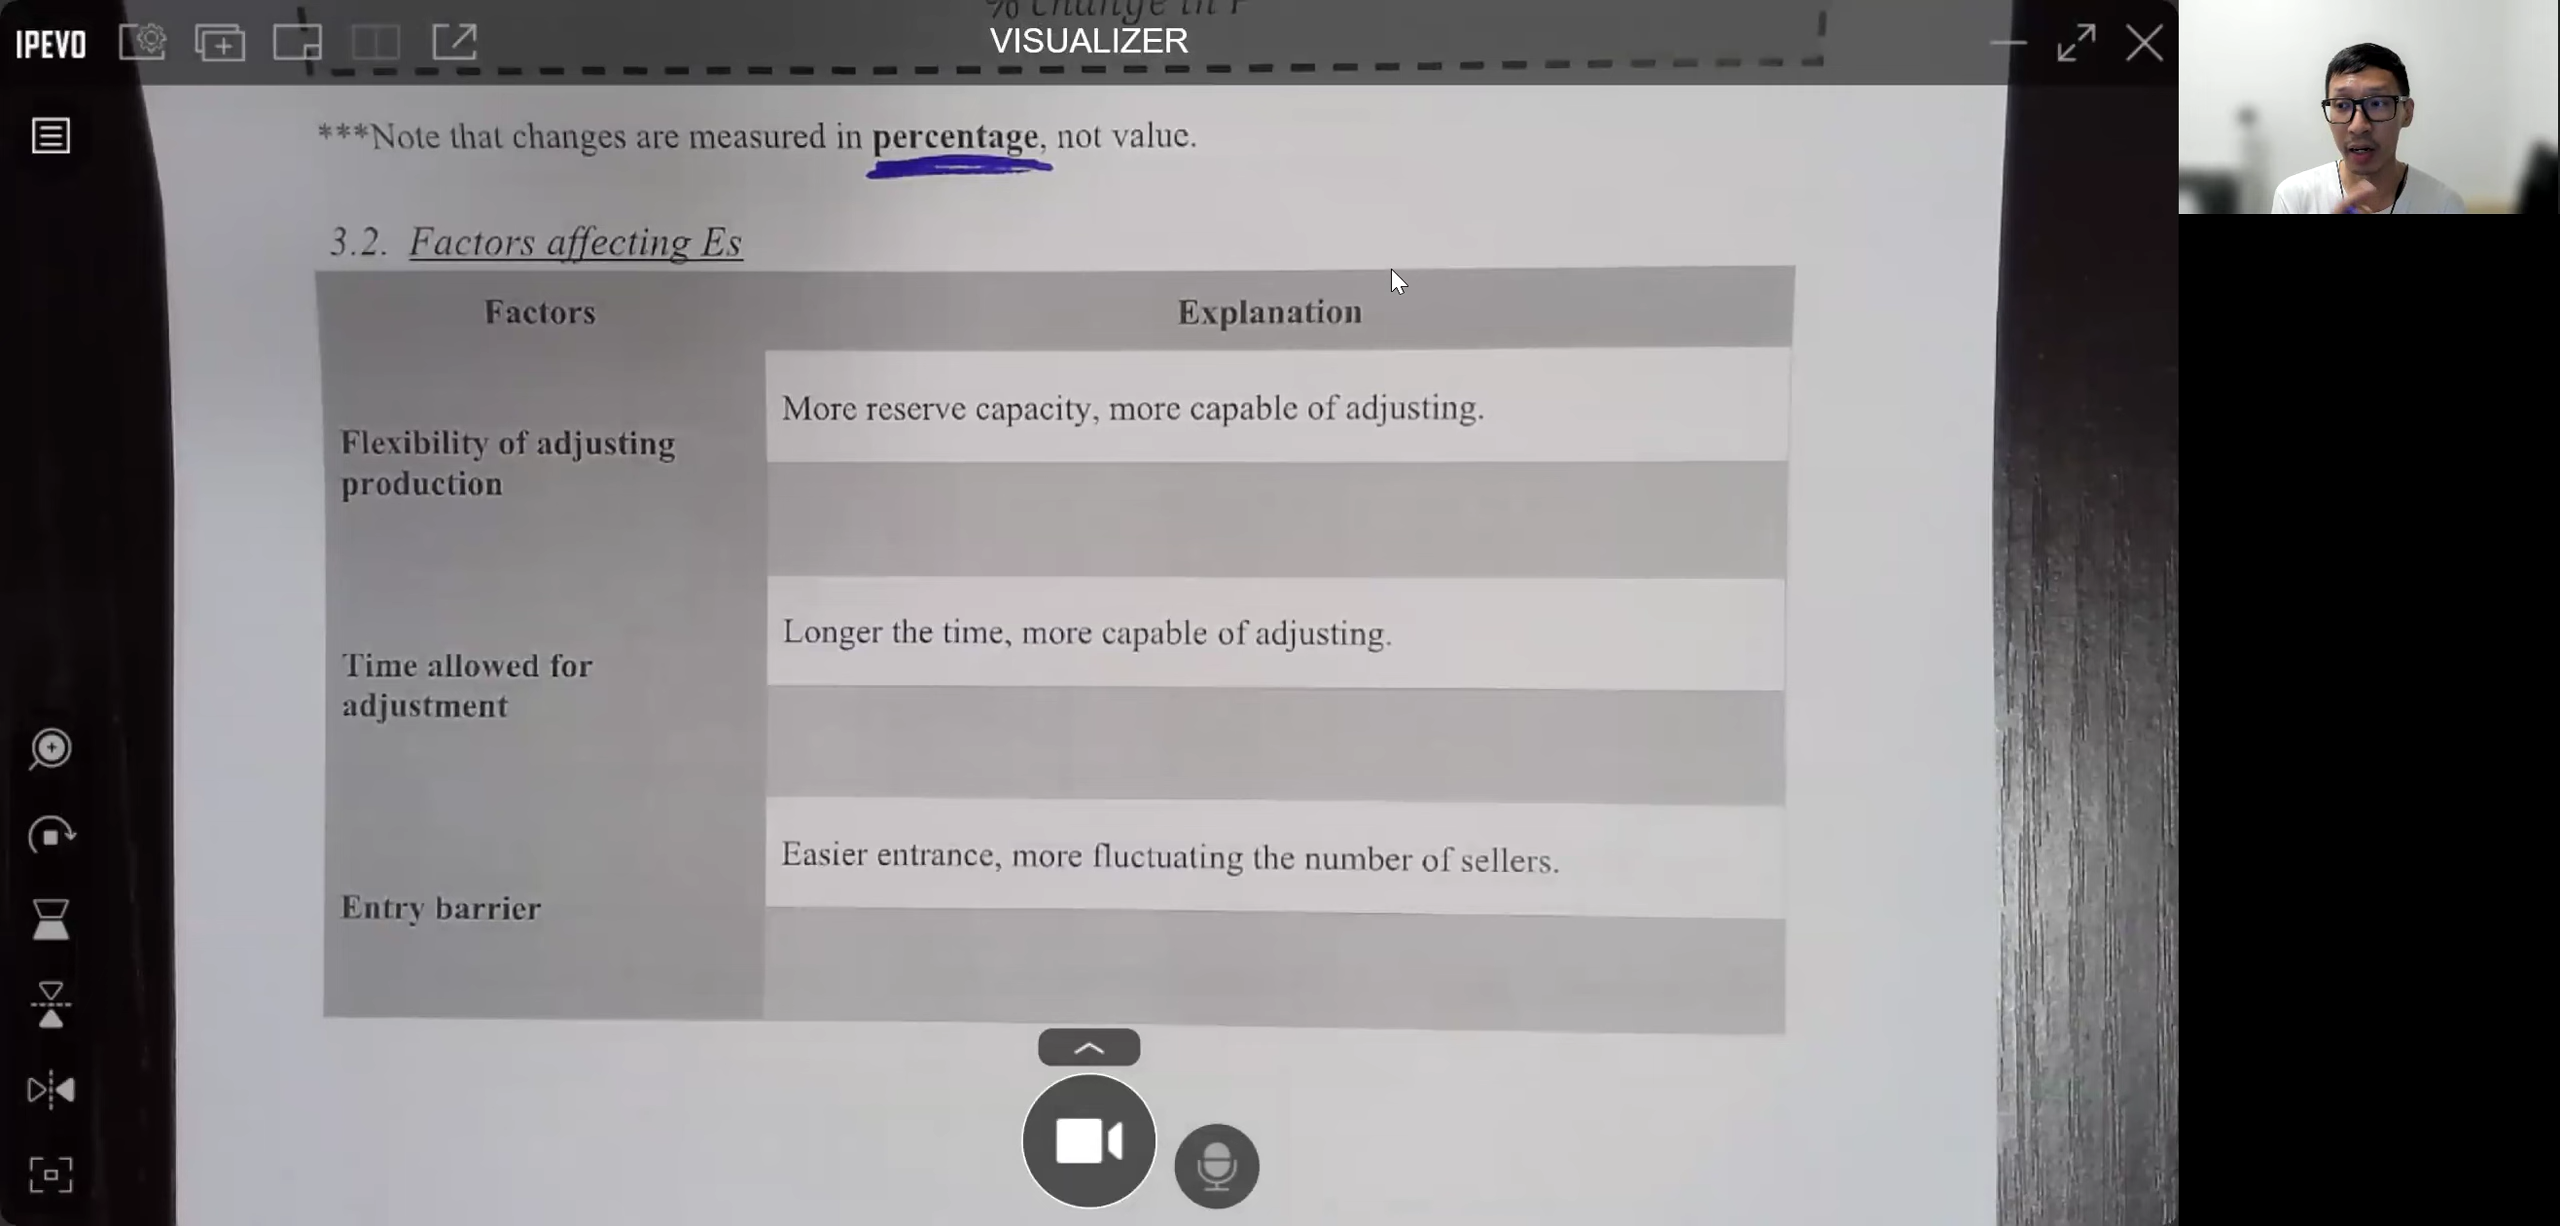 % change in P
IPEVO
VISUALIZER
***Note that changes are measured in percentage, not value.
3.2. Factors affecting Es
Factors
Explanation
More reserve capacity, more capable of adjusting.
Flexibility of adjusting
production
Longer the time, more capable of adjusting.
Time allowed for
adjustment
Easier entrance, more fluctuating the number of sellers.
Entry barrier